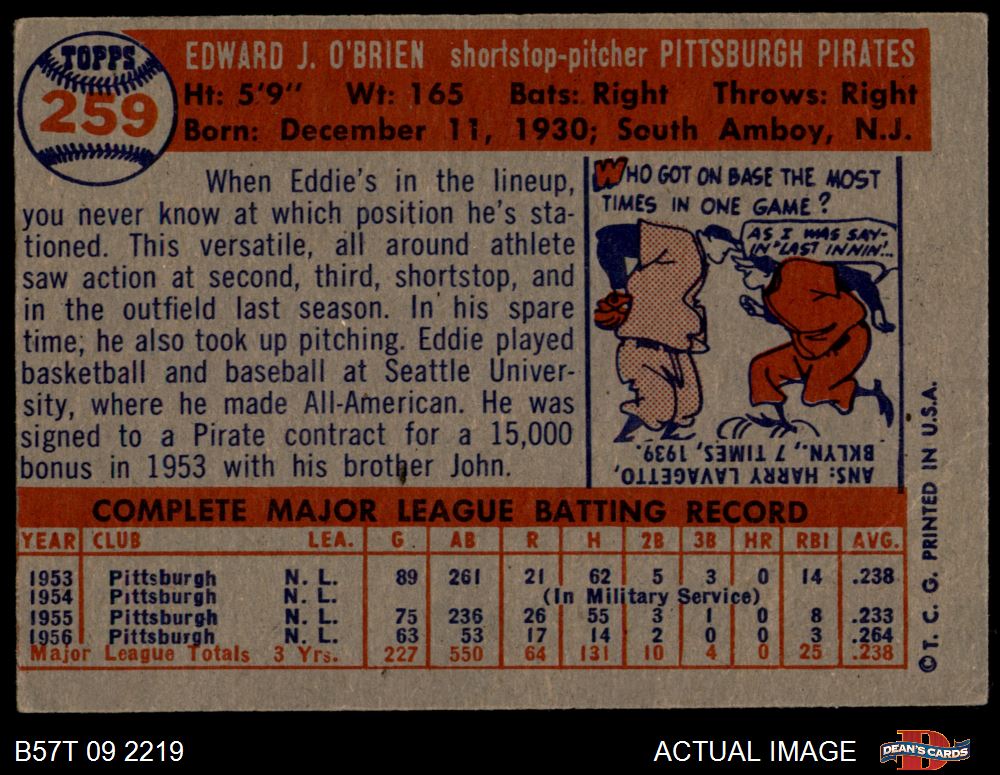 TOPPS
259
EDWARD J. O'BRIEN shortstop-pitcher PITTSBURGH PIRATES
Ht: 5'9" Wt: 165 Bats: Right Throws: Right
Born: December 11, 1930; South Amboy, N.J.
When Eddie's in the lineup,
you never know at which position he's sta-
tioned. This versatile, all around athlete
saw action at second, third, shortstop, and
in the outfield last season. In his spare
time; he also took up pitching. Eddie played
basketball and baseball at Seattle Univer-
sity, where he made All-American. He was
signed to a Pirate contract for a 15,000
bonus in 1953 with his brother John.
WHO GOT ON BASE THE MOST
TIMES IN ONE GAME?
AS I WAS SAY-
IN "LAST INNIN'...
ANS: HARRY LAVAGETTO,
BKLYN., 7 TIMES, 1939.
COMPLETE MAJOR LEAGUE BATTING RECORD
YEAR CLUB LEA. G AB R H 2B 3B HR RBI AVG.
1953 Pittsburgh N. L. 89 261 21 62 5 3 0 14 .238
1954 Pittsburgh N. L. (In Military Service)
1955 Pittsburgh N. L. 75 236 26 55 3 1 0 8 .233
1956 Pittsburgh N. L. 63 53 17 14 2 0 0 3 .264
Major League Totals 3 Yrs. 227 550 64 131 10 4 0 25 .238
© T. C. G. PRINTED IN U.S.A.
B57T 09 2219 ACTUAL IMAGE
DEAN'S CARDS